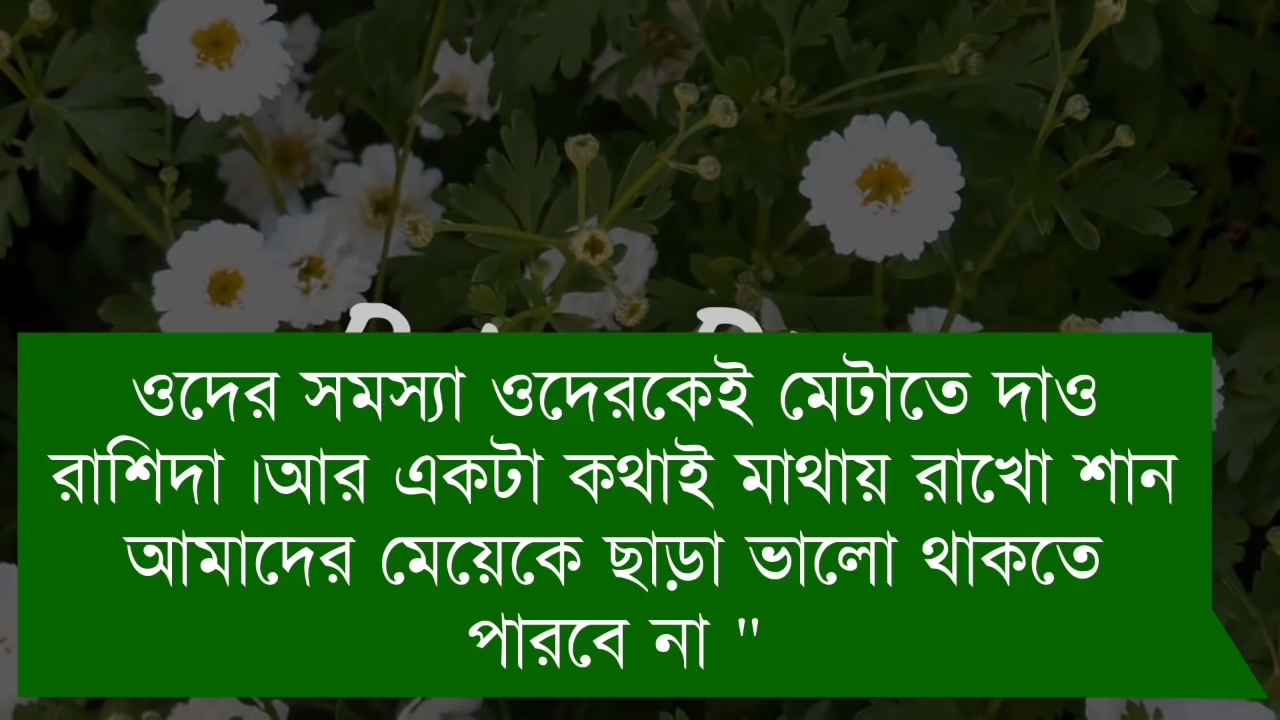 ওদের সমস্যা ওদেরকেই মেটাতে দাও
রাশিদা।আর একটা কথাই মাথায় রাখো শান
আমাদের মেয়েকে ছাড়া ভালো থাকতে
পারবে না "